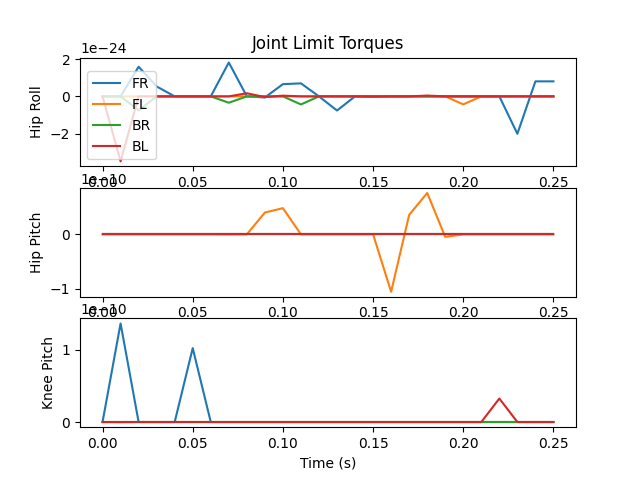 Joint Limit Torques
1e−24
2
0
−2
Hip Roll
FR
FL
BR
BL
0.00 0.05 0.10 0.15 0.20 0.25
1e−10
0
−1
Hip Pitch
0.00 0.05 0.10 0.15 0.20 0.25
1e−10
1
0
Knee Pitch
0.00 0.05 0.10 0.15 0.20 0.25
Time (s)